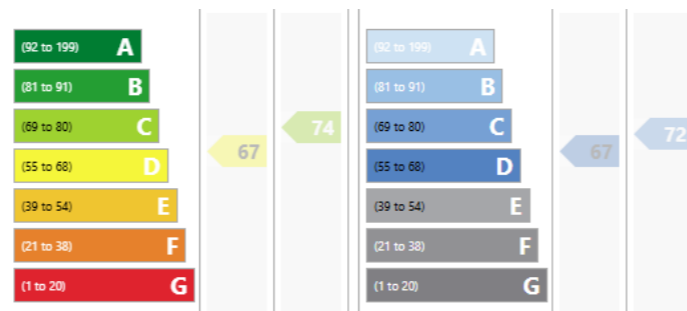 (92 to 199) A
(81 to 91) B
(69 to 80) C
(55 to 68) D
(39 to 54) E
(21 to 38) F
(1 to 20) G
67
74
(92 to 199) A
(81 to 91) B
(69 to 80) C
(55 to 68) D
(39 to 54) E
(21 to 38) F
(1 to 20) G
67
72